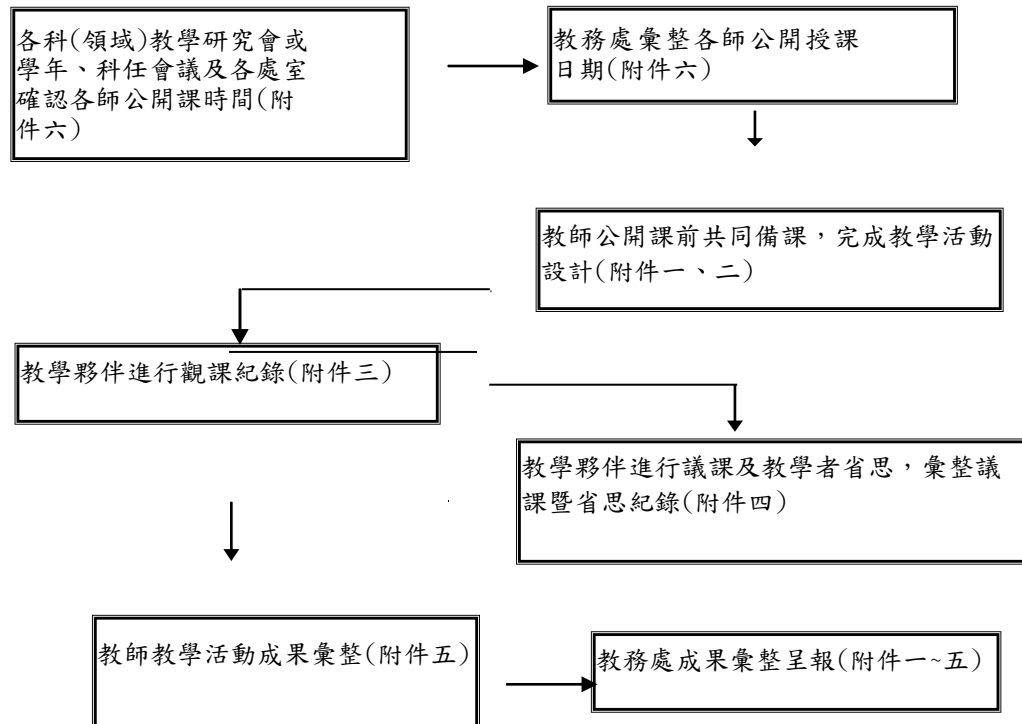 各科(領域)教學研究會或
學年、科任會議及各處室
確認各師公開課時間(附
件六)
教務處彙整各師公開授課
日期(附件六)
教師公開課前共同備課，完成教學活動
設計(附件一、二)
教學夥伴進行觀課紀錄(附件三)
教學夥伴進行議課及教學者省思，彙整議
課暨省思紀錄(附件四)
教師教學活動成果彙整(附件五)
教務處成果彙整呈報(附件一~五)